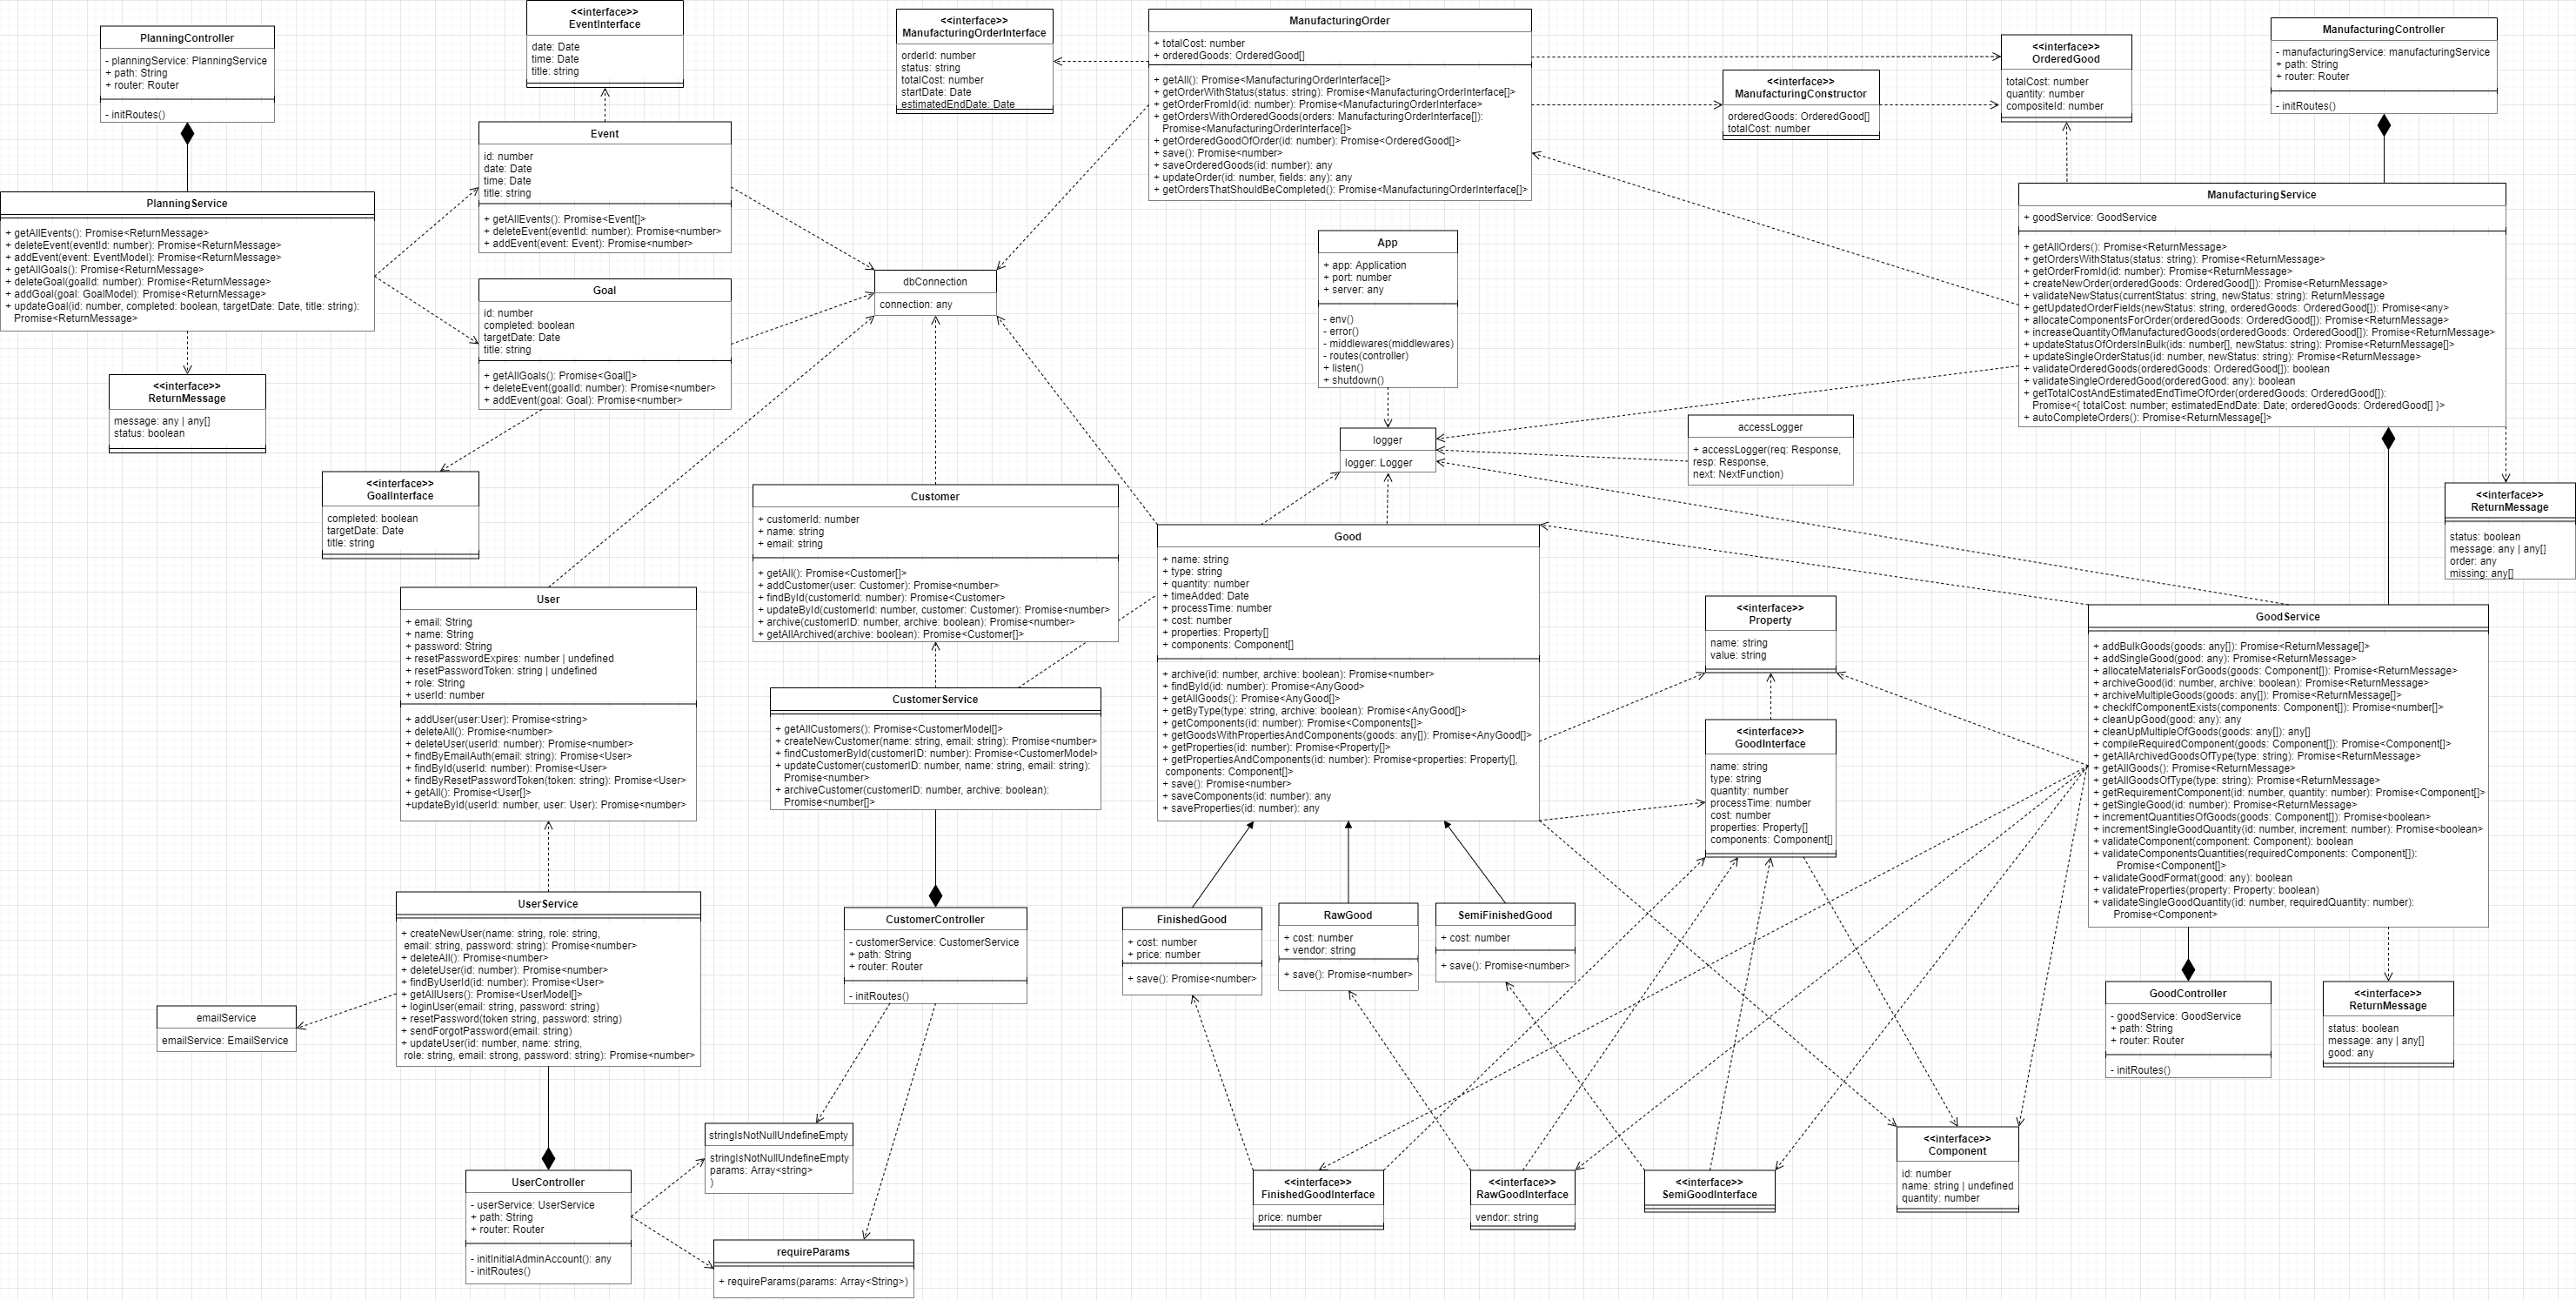 PlanningController
- planningService: PlanningService
+ path: String
+ router: Router
- initRoutes()
<<interface>>
EventInterface
date: Date
time: Date
title: string
<<interface>>
ManufacturingOrderInterface
orderId: number
status: string
totalCost: number
startDate: Date
estimatedEndDate: Date
ManufacturingOrder
+ totalCost: number
+ orderedGoods: OrderedGood[]
+ getAll(): Promise<ManufacturingOrderInterface[]>
+ getOrderWithStatus(status: string): Promise<ManufacturingOrderInterface[]>
+ getOrderFromId(id: number): Promise<ManufacturingOrderInterface>
+ getOrdersWithOrderedGoods(orders: ManufacturingOrderInterface[]):
Promise<ManufacturingOrderInterface[]>
+ getOrderedGoodOfOrder(id: number): Promise<OrderedGood[]>
+ save(): Promise<number>
+ saveOrderedGoods(id: number): any
+ updateOrder(id: number, fields: any): any
+ getOrdersThatShouldBeCompleted(): Promise<ManufacturingOrderInterface[]>
<<interface>>
ManufacturingConstructor
orderedGoods: OrderedGood[]
totalCost: number
<<interface>>
OrderedGood
totalCost: number
quantity: number
compositeId: number
ManufacturingController
- manufacturingService: manufacturingService
+ path: String
+ router: Router
- initRoutes()
Event
id: number
date: Date
time: Date
title: string
+ getAllEvents(): Promise<Event[]>
+ deleteEvent(eventId: number): Promise<number>
+ addEvent(event: Event): Promise<number>
PlanningService
+ getAllEvents(): Promise<ReturnMessage>
+ deleteEvent(eventId: number): Promise<ReturnMessage>
+ addEvent(event: EventModel): Promise<ReturnMessage>
+ getAllGoals(): Promise<ReturnMessage>
+ deleteGoal(goalId: number): Promise<ReturnMessage>
+ addGoal(goal: GoalModel): Promise<ReturnMessage>
+ updateGoal(id: number, completed: boolean, targetDate: Date, title: string):
Promise<ReturnMessage>
ManufacturingService
+ goodService: GoodService
+ getAllOrders(): Promise<ReturnMessage>
+ getOrdersWithStatus(status: string): Promise<ReturnMessage>
+ getOrderFromId(id: number): Promise<ReturnMessage>
+ createNewOrder(orderedGoods: OrderedGood[]): Promise<ReturnMessage>
+ validateNewStatus(currentStatus: string, newStatus: string): ReturnMessage
+ getUpdatedOrderFields(newStatus: string, orderedGoods: OrderedGood[]): Promise<any>
+ allocateComponentsForOrder(orderedGoods: OrderedGood[]): Promise<ReturnMessage>
+ increaseQuantityOfManufacturedGoods(orderedGoods: OrderedGood[]): Promise<ReturnMessage>
+ updateStatusOfOrdersInBulk(ids: number[], newStatus: string): Promise<ReturnMessage[]>
+ updateSingleOrderStatus(id: number, newStatus: string): Promise<ReturnMessage>
+ validateOrderedGoods(orderedGoods: OrderedGood[]): boolean
+ validateSingleOrderedGood(orderedGood: any): boolean
+ getTotalCostAndEstimatedEndTimeOfOrder(orderedGoods: OrderedGood[]):
Promise<{ totalCost: number; estimatedEndDate: Date; orderedGoods: OrderedGood[] }>
+ autoCompleteOrders(): Promise<ReturnMessage[]>
App
+ app: Application
+ port: number
+ server: any
- env()
- error()
- middlewares(middlewares)
- routes(controller)
+ listen()
+ shutdown()
dbConnection
connection: any
Goal
id: number
completed: boolean
targetDate: Date
title: string
+ getAllGoals(): Promise<Goal[]>
+ deleteEvent(goalId: number): Promise<number>
+ addEvent(goal: Goal): Promise<number>
<<interface>>
ReturnMessage
message: any | any[]
status: boolean
logger
logger: Logger
accessLogger
+ accessLogger(req: Response,
resp: Response,
next: NextFunction)
<<interface>>
GoalInterface
completed: boolean
targetDate: Date
title: string
<<interface>>
ReturnMessage
status: boolean
message: any | any[]
order: any
missing: any[]
Customer
+ customerId: number
+ name: string
+ email: string
+ getAll(): Promise<Customer[]>
+ addCustomer(user: Customer): Promise<number>
+ findById(customerId: number): Promise<Customer>
+ updateById(customerId: number, customer: Customer): Promise<number>
+ archive(customerID: number, archive: boolean): Promise<number>
+ getAllArchived(archive: boolean): Promise<Customer[]>
Good
+ name: string
+ type: string
+ quantity: number
+ timeAdded: Date
+ processTime: number
+ cost: number
+ properties: Property[]
+ components: Component[]
+ archive(id: number, archive: boolean): Promise<number>
+ findById(id: number): Promise<AnyGood>
+ getAllGoods(): Promise<AnyGood[]>
+ getByType(type: string, archive: boolean): Promise<AnyGood[]>
+ getComponents(id: number): Promise<Components[]>
+ getGoodsWithPropertiesAndComponents(goods: any[]): Promise<AnyGood[]>
+ getProperties(id: number): Promise<Property[]>
+ getPropertiesAndComponents(id: number): Promise<properties: Property[],
components: Component[]>
+ save(): Promise<number>
+ saveComponents(id: number): any
+ saveProperties(id: number): any
User
+ email: String
+ name: String
+ password: String
+ resetPasswordExpires: number | undefined
+ resetPasswordToken: string | undefined
+ role: String
+ userId: number
+ addUser(user:User): Promise<string>
+ deleteAll(): Promise<number>
+ deleteUser(userId: number): Promise<number>
+ findByEmailAuth(email: string): Promise<User>
+ findById(userId: number): Promise<User>
+ findByResetPasswordToken(token: string): Promise<User>
+ getAll(): Promise<User[]>
+updateById(userId: number, user: User): Promise<number>
<<interface>>
Property
name: string
value: string
GoodService
+ addBulkGoods(goods: any[]): Promise<ReturnMessage[]>
+ addSingleGood(good: any): Promise<ReturnMessage>
+ allocateMaterialsForGoods(goods: Component[]): Promise<ReturnMessage>
+ archiveGood(id: number, archive: boolean): Promise<ReturnMessage>
+ archiveMultipleGoods(goods: any[]): Promise<ReturnMessage[]>
+ checkIfComponentExists(components: Component[]): Promise<number[]>
+ cleanUpGood(good: any): any
+ cleanUpMultipleOfGoods(goods: any[]): any[]
+ compileRequiredComponent(goods: Component[]): Promise<Component[]>
+ getAllArchivedGoodsOfType(type: string): Promise<ReturnMessage>
+ getAllGoods(): Promise<ReturnMessage>
+ getAllGoodsOfType(type: string): Promise<ReturnMessage>
+ getRequirementComponent(id: number, quantity: number): Promise<Component[]>
+ getSingleGood(id: number): Promise<ReturnMessage>
+ incrementQuantitiesOfGoods(goods: Component[]): Promise<boolean>
+ incrementSingleGoodQuantity(id: number, increment: number): Promise<boolean>
+ validateComponent(component: Component): boolean
+ validateComponentsQuantities(requiredComponents: Component[]):
Promise<Component[]>
+ validateGoodFormat(good: any): boolean
+ validateProperties(property: Property: boolean)
+ validateSingleGoodQuantity(id: number, requiredQuantity: number):
Promise<Component>
CustomerService
+ getAllCustomers(): Promise<CustomerModel[]>
+ createNewCustomer(name: string, email: string): Promise<number>
+ findCustomerById(customerID: number): Promise<CustomerModel>
+ updateCustomer(customerID: number, name: string, email: string):
Promise<number>
+ archiveCustomer(customerID: number, archive: boolean):
Promise<number[]>
<<interface>>
GoodInterface
name: string
type: string
quantity: number
processTime: number
cost: number
properties: Property[]
components: Component[]
UserService
+ createNewUser(name: string, role: string,
email: string, password: string): Promise<number>
+ deleteAll(): Promise<number>
+ deleteUser(id: number): Promise<number>
+ findByUserId(id: number): Promise<User>
+ getAllUsers(): Promise<UserModel[]>
+ loginUser(email: string, password: string)
+ resetPassword(token string, password: string)
+ sendForgotPassword(email: string)
+ updateUser(id: number, name: string,
role: string, email: strong, password: string): Promise<number>
CustomerController
- customerService: CustomerService
+ path: String
+ router: Router
- initRoutes()
FinishedGood
+ cost: number
+ price: number
+ save(): Promise<number>
RawGood
+ cost: number
+ vendor: string
+ save(): Promise<number>
SemiFinishedGood
+ cost: number
+ save(): Promise<number>
emailService
emailService: EmailService
GoodController
- goodService: GoodService
+ path: String
+ router: Router
- initRoutes()
<<interface>>
ReturnMessage
status: boolean
message: any | any[]
good: any
stringIsNotNullUndefineEmpty
stringIsNotNullUndefineEmpty
params: Array<string>
)
<<interface>>
Component
id: number
name: string | undefined
quantity: number
UserController
- userService: UserService
+ path: String
+ router: Router
- initInitialAdminAccount(): any
- initRoutes()
<<interface>>
FinishedGoodInterface
price: number
<<interface>>
RawGoodInterface
vendor: string
<<interface>>
SemiGoodInterface
requireParams
+ requireParams(params: Array<String>)